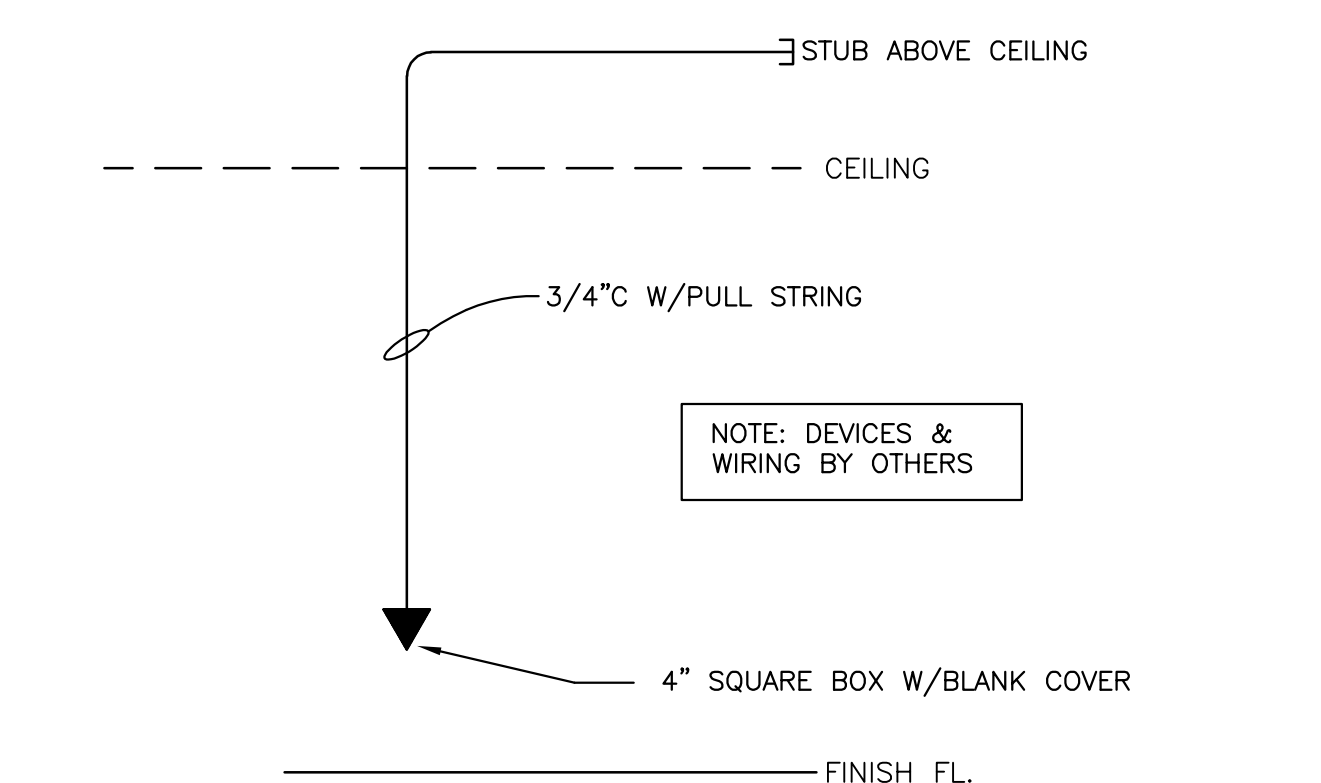 STUB ABOVE CEILING
CEILING
3/4”C W/PULL STRING
NOTE: DEVICES &
WIRING BY OTHERS
4” SQUARE BOX W/BLANK COVER
FINISH FL.